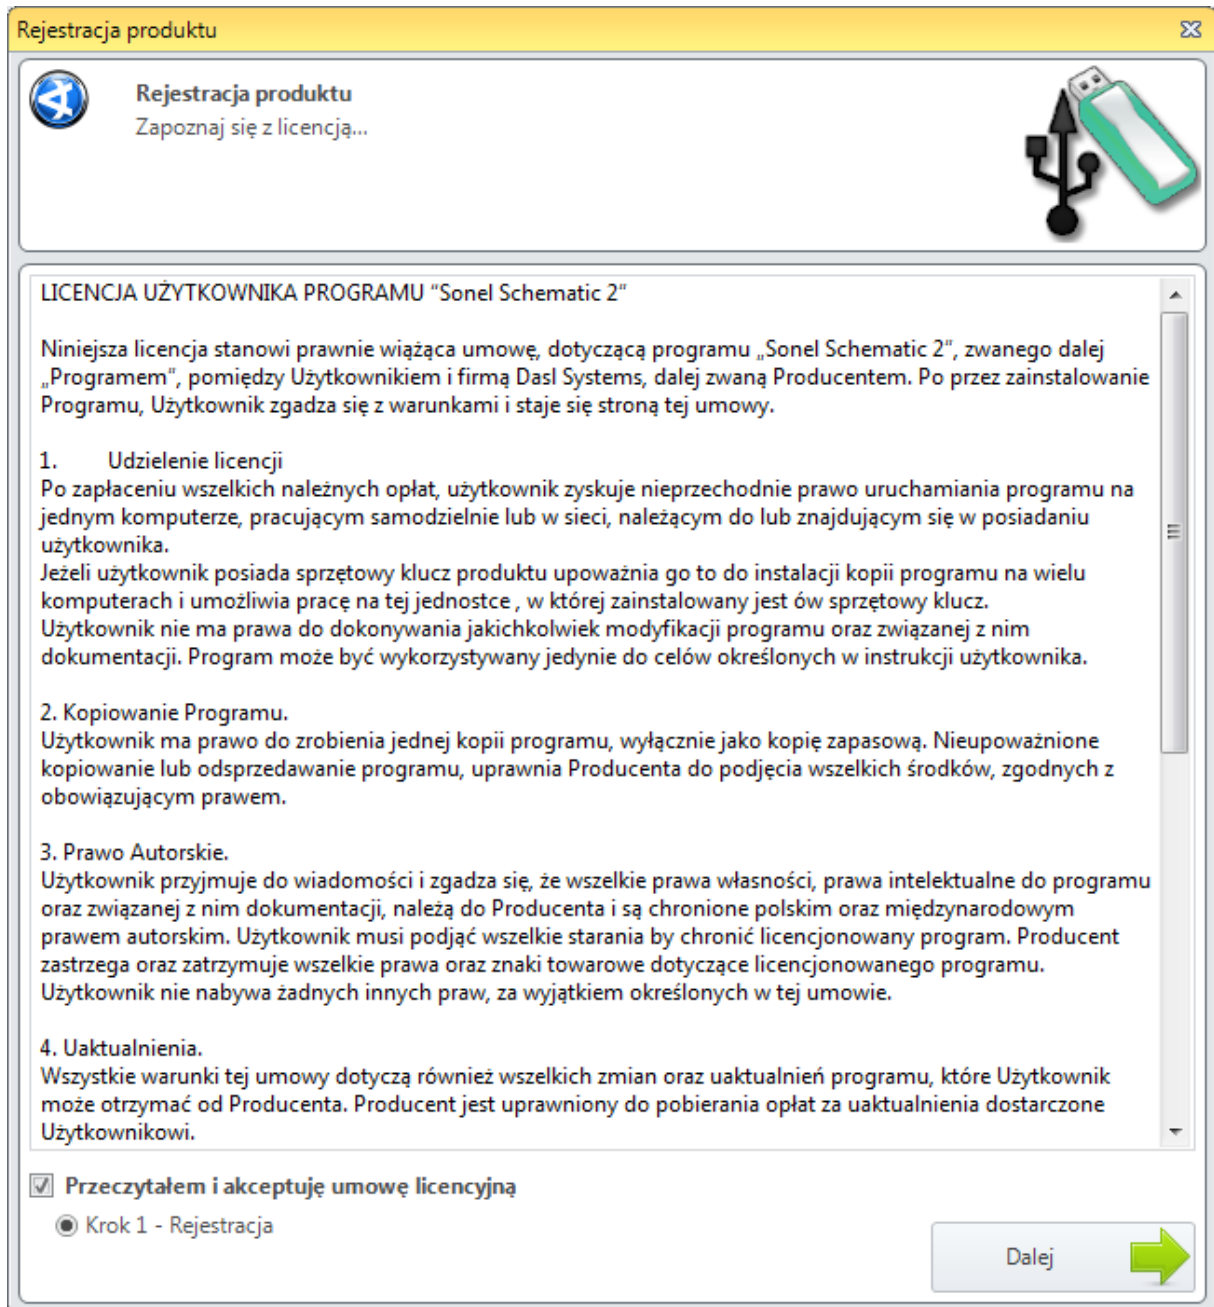 Rejestracja produktu
Rejestracja produktu
Zapoznaj się z licencją...
LICENCJA UŻYTKOWNIKA PROGRAMU “Sonel Schematic 2”
Niniejsza licencja stanowi prawnie wiążąca umowę, dotyczącą programu „Sonel Schematic 2”, zwanego dalej
„Programem”, pomiędzy Użytkownikiem i firmą Dasl Systems, dalej zwaną Producentem. Po przez zainstalowanie
Programu, Użytkownik zgadza się z warunkami i staje się stroną tej umowy.
1. Udzielenie licencji
Po zapłaceniu wszelkich należnych opłat, użytkownik zyskuje nieprzechodnie prawo uruchamiania programu na
jednym komputerze, pracującym samodzielnie lub w sieci, należącym do lub znajdującym się w posiadaniu
użytkownika.
Jeżeli użytkownik posiada sprzętowy klucz produktu upoważnia go to do instalacji kopii programu na wielu
komputerach i umożliwia pracę na tej jednostce , w której zainstalowany jest ów sprzętowy klucz.
Użytkownik nie ma prawa do dokonywania jakichkolwiek modyfikacji programu oraz związanej z nim
dokumentacji. Program może być wykorzystywany jedynie do celów określonych w instrukcji użytkownika.
2. Kopiowanie Programu.
Użytkownik ma prawo do zrobienia jednej kopii programu, wyłącznie jako kopię zapasową. Nieupoważnione
kopiowanie lub odsprzedawanie programu, uprawnia Producenta do podjęcia wszelkich środków, zgodnych z
obowiązującym prawem.
3. Prawo Autorskie.
Użytkownik przyjmuje do wiadomości i zgadza się, że wszelkie prawa własności, prawa intelektualne do programu
oraz związanej z nim dokumentacji, należą do Producenta i są chronione polskim oraz międzynarodowym
prawem autorskim. Użytkownik musi podjąć wszelkie starania by chronić licencjonowany program. Producent
zastrzega oraz zatrzymuje wszelkie prawa oraz znaki towarowe dotyczące licencjonowanego programu.
Użytkownik nie nabywa żadnych innych praw, za wyjątkiem określonych w tej umowie.
4. Uaktualnienia.
Wszystkie warunki tej umowy dotyczą również wszelkich zmian oraz uaktualnień programu, które Użytkownik
może otrzymać od Producenta. Producent jest uprawniony do pobierania opłat za uaktualnienia dostarczone
Użytkownikowi.
Przeczytałem i akceptuję umowę licencyjną
Krok 1 - Rejestracja
Dalej